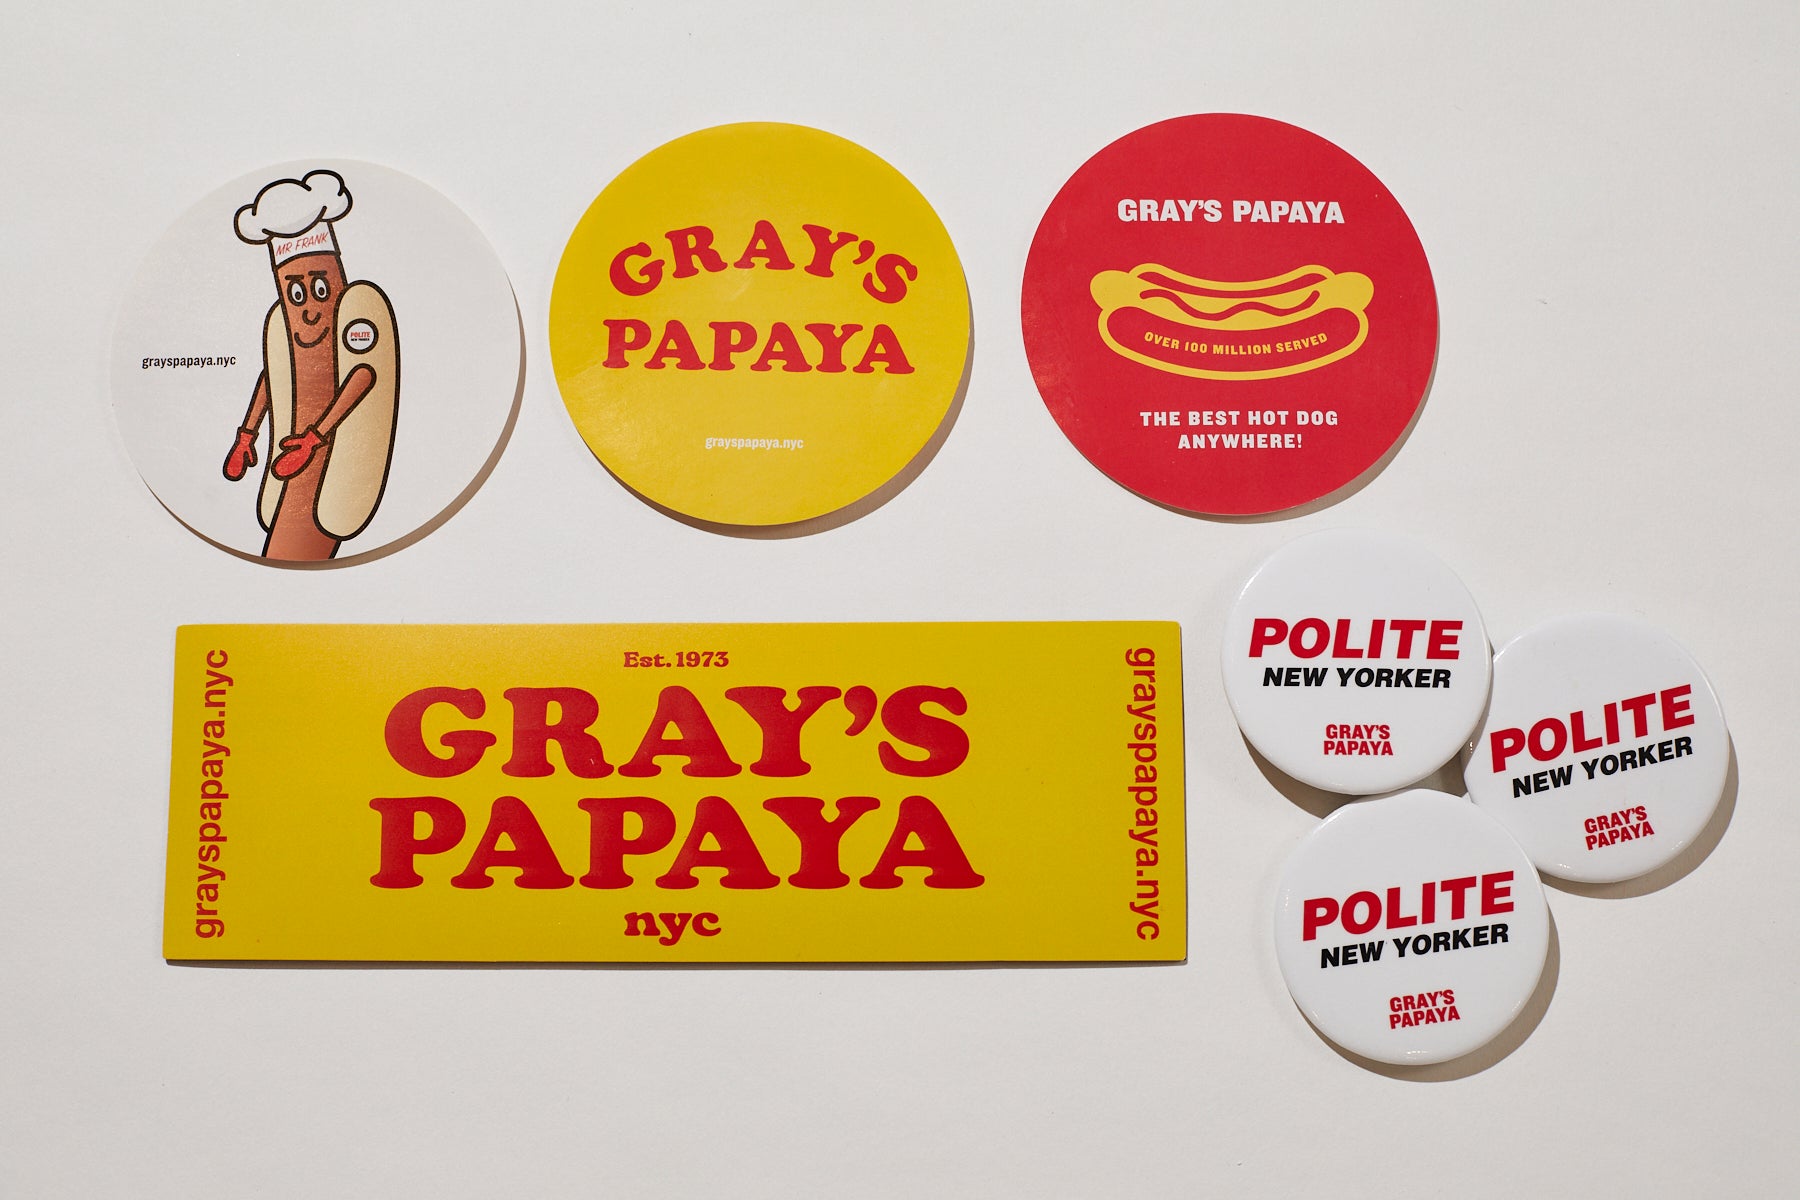 MR FRANK
POLITE
NEW YORKER
grayspapaya.nyc
GRAY'S
PAPAYA
grayspapaya.nyc
GRAY'S PAPAYA
OVER 100 MILLION SERVED
THE BEST HOT DOG
ANYWHERE!
grayspapaya.nyc
Est. 1973
GRAY'S
PAPAYA
nyc
grayspapaya.nyc
POLITE
NEW YORKER
GRAY'S
PAPAYA
POLITE
NEW YORKER
GRAY'S
PAPAYA
POLITE
NEW YORKER
GRAY'S
PAPAYA